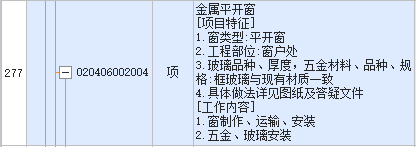 金属平开窗
[项目特征]
1.窗类型:平开窗
2.工程部位:窗户处
3.玻璃品种、厚度，五金材料、品种、规
格:框玻璃与现有材质一致
4.具体做法详见图纸及答疑文件
[工作内容]
1.窗制作、运输、安装
2.五金、玻璃安装
277
020406002004
项